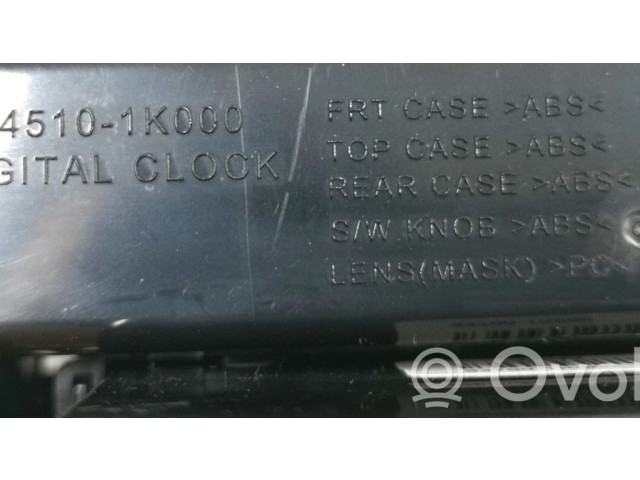 4510-1K000
GITAL CLOCK
FRT CASE >ABS<
TOP CASE >ABS<
REAR CASE >ABS<
S/W KNOB >ABS<
LENS(MASK) >PC<
Ovok